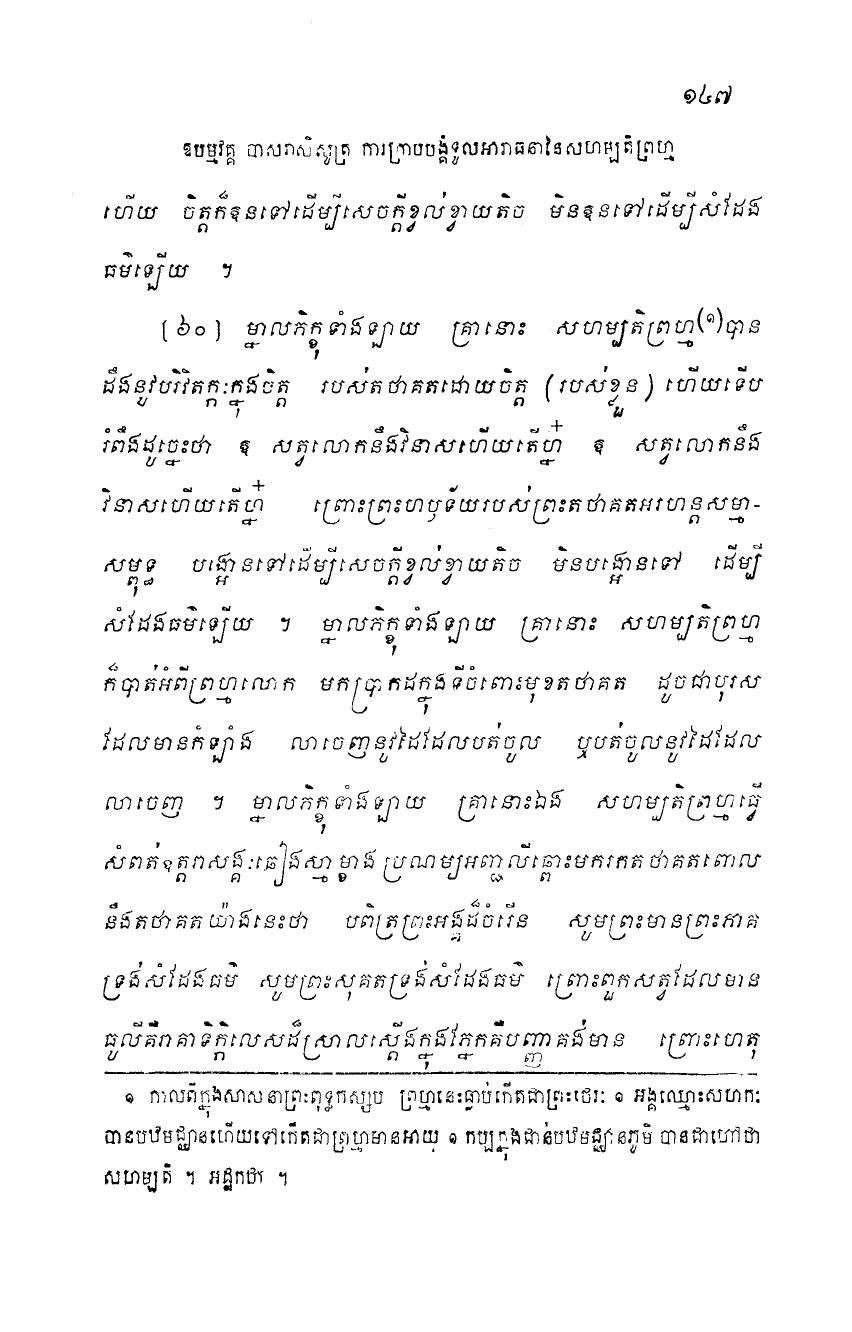 ១៤៧
ឱបម្មវគ្គ បាសរាសិសូត្រ ការក្រាបបង្គំទូលអារាធនានៃសហម្បតិព្រហ្ម
ហើយ ចិត្តក៏ឱនទៅដើម្បីសេចក្តីខ្វល់ខ្វាយតិច មិនឱនទៅដើម្បីសំដែង
ធម៌ឡើយ ។
[៦០] ម្នាលភិក្ខុទាំងឡាយ គ្រានោះ សហម្បតិព្រហ្ម(១)បាន
ដឹងនូវបរិវិតក្កៈក្នុងចិត្ត របស់តថាគតដោយចិត្ត (របស់ខ្លួន) ហើយទើប
រំពឹងដូច្នេះថា ឱ សត្វលោកនឹងវិនាសហើយតើហ្ន៎ ឱ សត្វលោកនឹង
វិនាសហើយតើហ្ន៎ ព្រោះព្រះហឫទ័យរបស់ព្រះតថាគតអរហន្តសម្មា-
សម្ពុទ្ធ បង្អោនទៅដើម្បីសេចក្តីខ្វល់ខ្វាយតិច មិនបង្អោនទៅ ដើម្បី
សំដែងធម៌ឡើយ ។ ម្នាលភិក្ខុទាំងឡាយ គ្រានោះ សហម្បតិព្រហ្ម
ក៏បាត់អំពីព្រហ្មលោក មកប្រាកដក្នុងទីចំពោះមុខតថាគត ដូចជាបុរស
ដែលមានកំឡាំង លាចេញនូវដៃដែលបត់ចូល ឬបត់ចូលនូវដៃដែល
លាចេញ ។ ម្នាលភិក្ខុទាំងឡាយ គ្រានោះឯង សហម្បតិព្រហ្មធ្វើ
សំពត់ឧត្តរាសង្គៈឆៀងស្មាម្ខាង ប្រណម្យអញ្ជលីឆ្ពោះមករកតថាគតពោល
នឹងតថាគតយ៉ាងនេះថា បពិត្រព្រះអង្គដ៏ចំរើន សូមព្រះមានព្រះភាគ
ទ្រង់សំដែងធម៌ សូមព្រះសុគតទ្រង់សំដែងធម៌ ព្រោះពួកសត្វដែលមាន
ធូលីគឺរាគាទិក្កិលេសដ៏ស្រាលស្តើងក្នុងភ្នែកគឺបញ្ញាគង់មាន ព្រោះហេតុ
១ កាលពីក្នុងសាសនាព្រះពុទ្ធកស្សប ព្រហ្មនេះធ្លាប់កើតជាព្រះថេរៈ ១ អង្គឈ្មោះសហកៈ
បានបឋមជ្ឈានហើយទៅកើតជាព្រហ្មមានអាយុ ១ កប្បក្នុងជាន់បឋមជ្ឈានភូមិ បានជាហៅថា
សហម្បតិ ។ អដ្ឋកថា ។